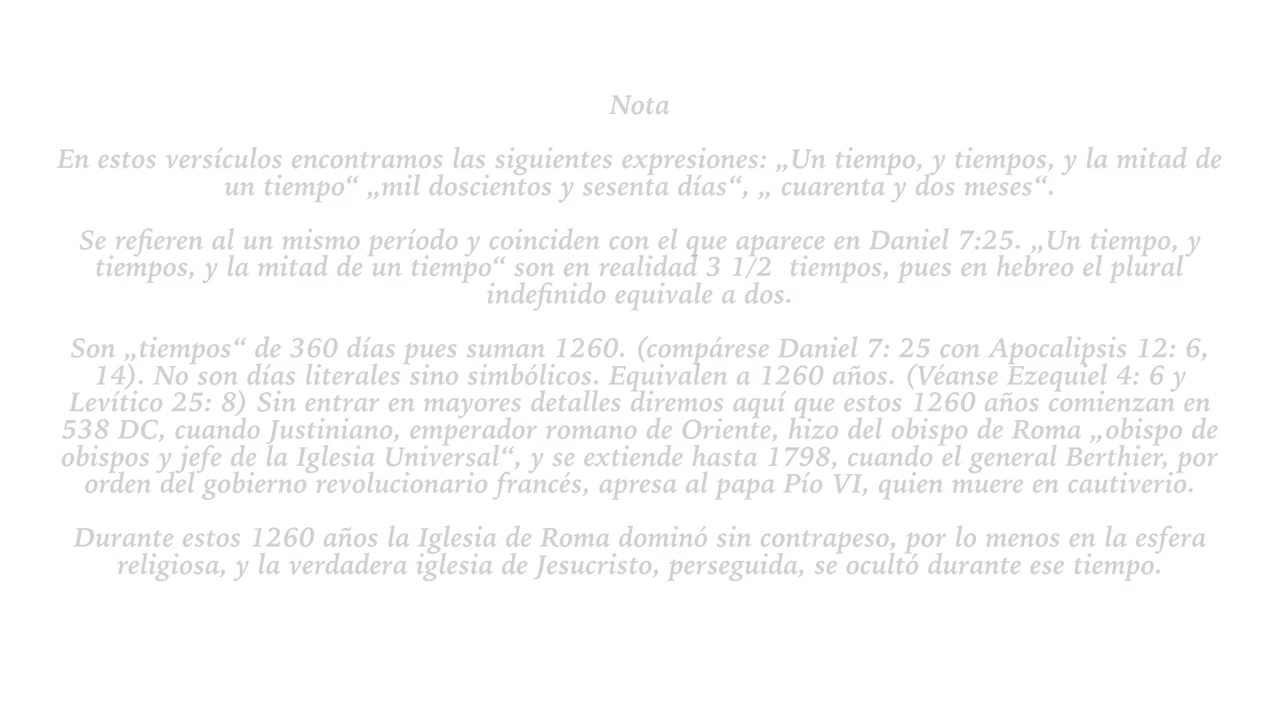 Nota
En estos versículos encontramos las siguientes expresiones: „Un tiempo, y tiempos, y la mitad de
un tiempo“ „mil doscientos y sesenta días“, „ cuarenta y dos meses“.
Se refieren al un mismo período y coinciden con el que aparece en Daniel 7:25. „Un tiempo, y
tiempos, y la mitad de un tiempo“ son en realidad 3 1/2  tiempos, pues en hebreo el plural
indefinido equivale a dos.
Son „tiempos“ de 360 días pues suman 1260. (compárese Daniel 7: 25 con Apocalipsis 12: 6,
14). No son días literales sino simbólicos. Equivalen a 1260 años. (Véanse Ezequiel 4: 6 y
Levítico 25: 8) Sin entrar en mayores detalles diremos aquí que estos 1260 años comienzan en
538 DC, cuando Justiniano, emperador romano de Oriente, hizo del obispo de Roma „obispo de
obispos y jefe de la Iglesia Universal“, y se extiende hasta 1798, cuando el general Berthier, por
orden del gobierno revolucionario francés, apresa al papa Pío VI, quien muere en cautiverio.
Durante estos 1260 años la Iglesia de Roma dominó sin contrapeso, por lo menos en la esfera
religiosa, y la verdadera iglesia de Jesucristo, perseguida, se ocultó durante ese tiempo.